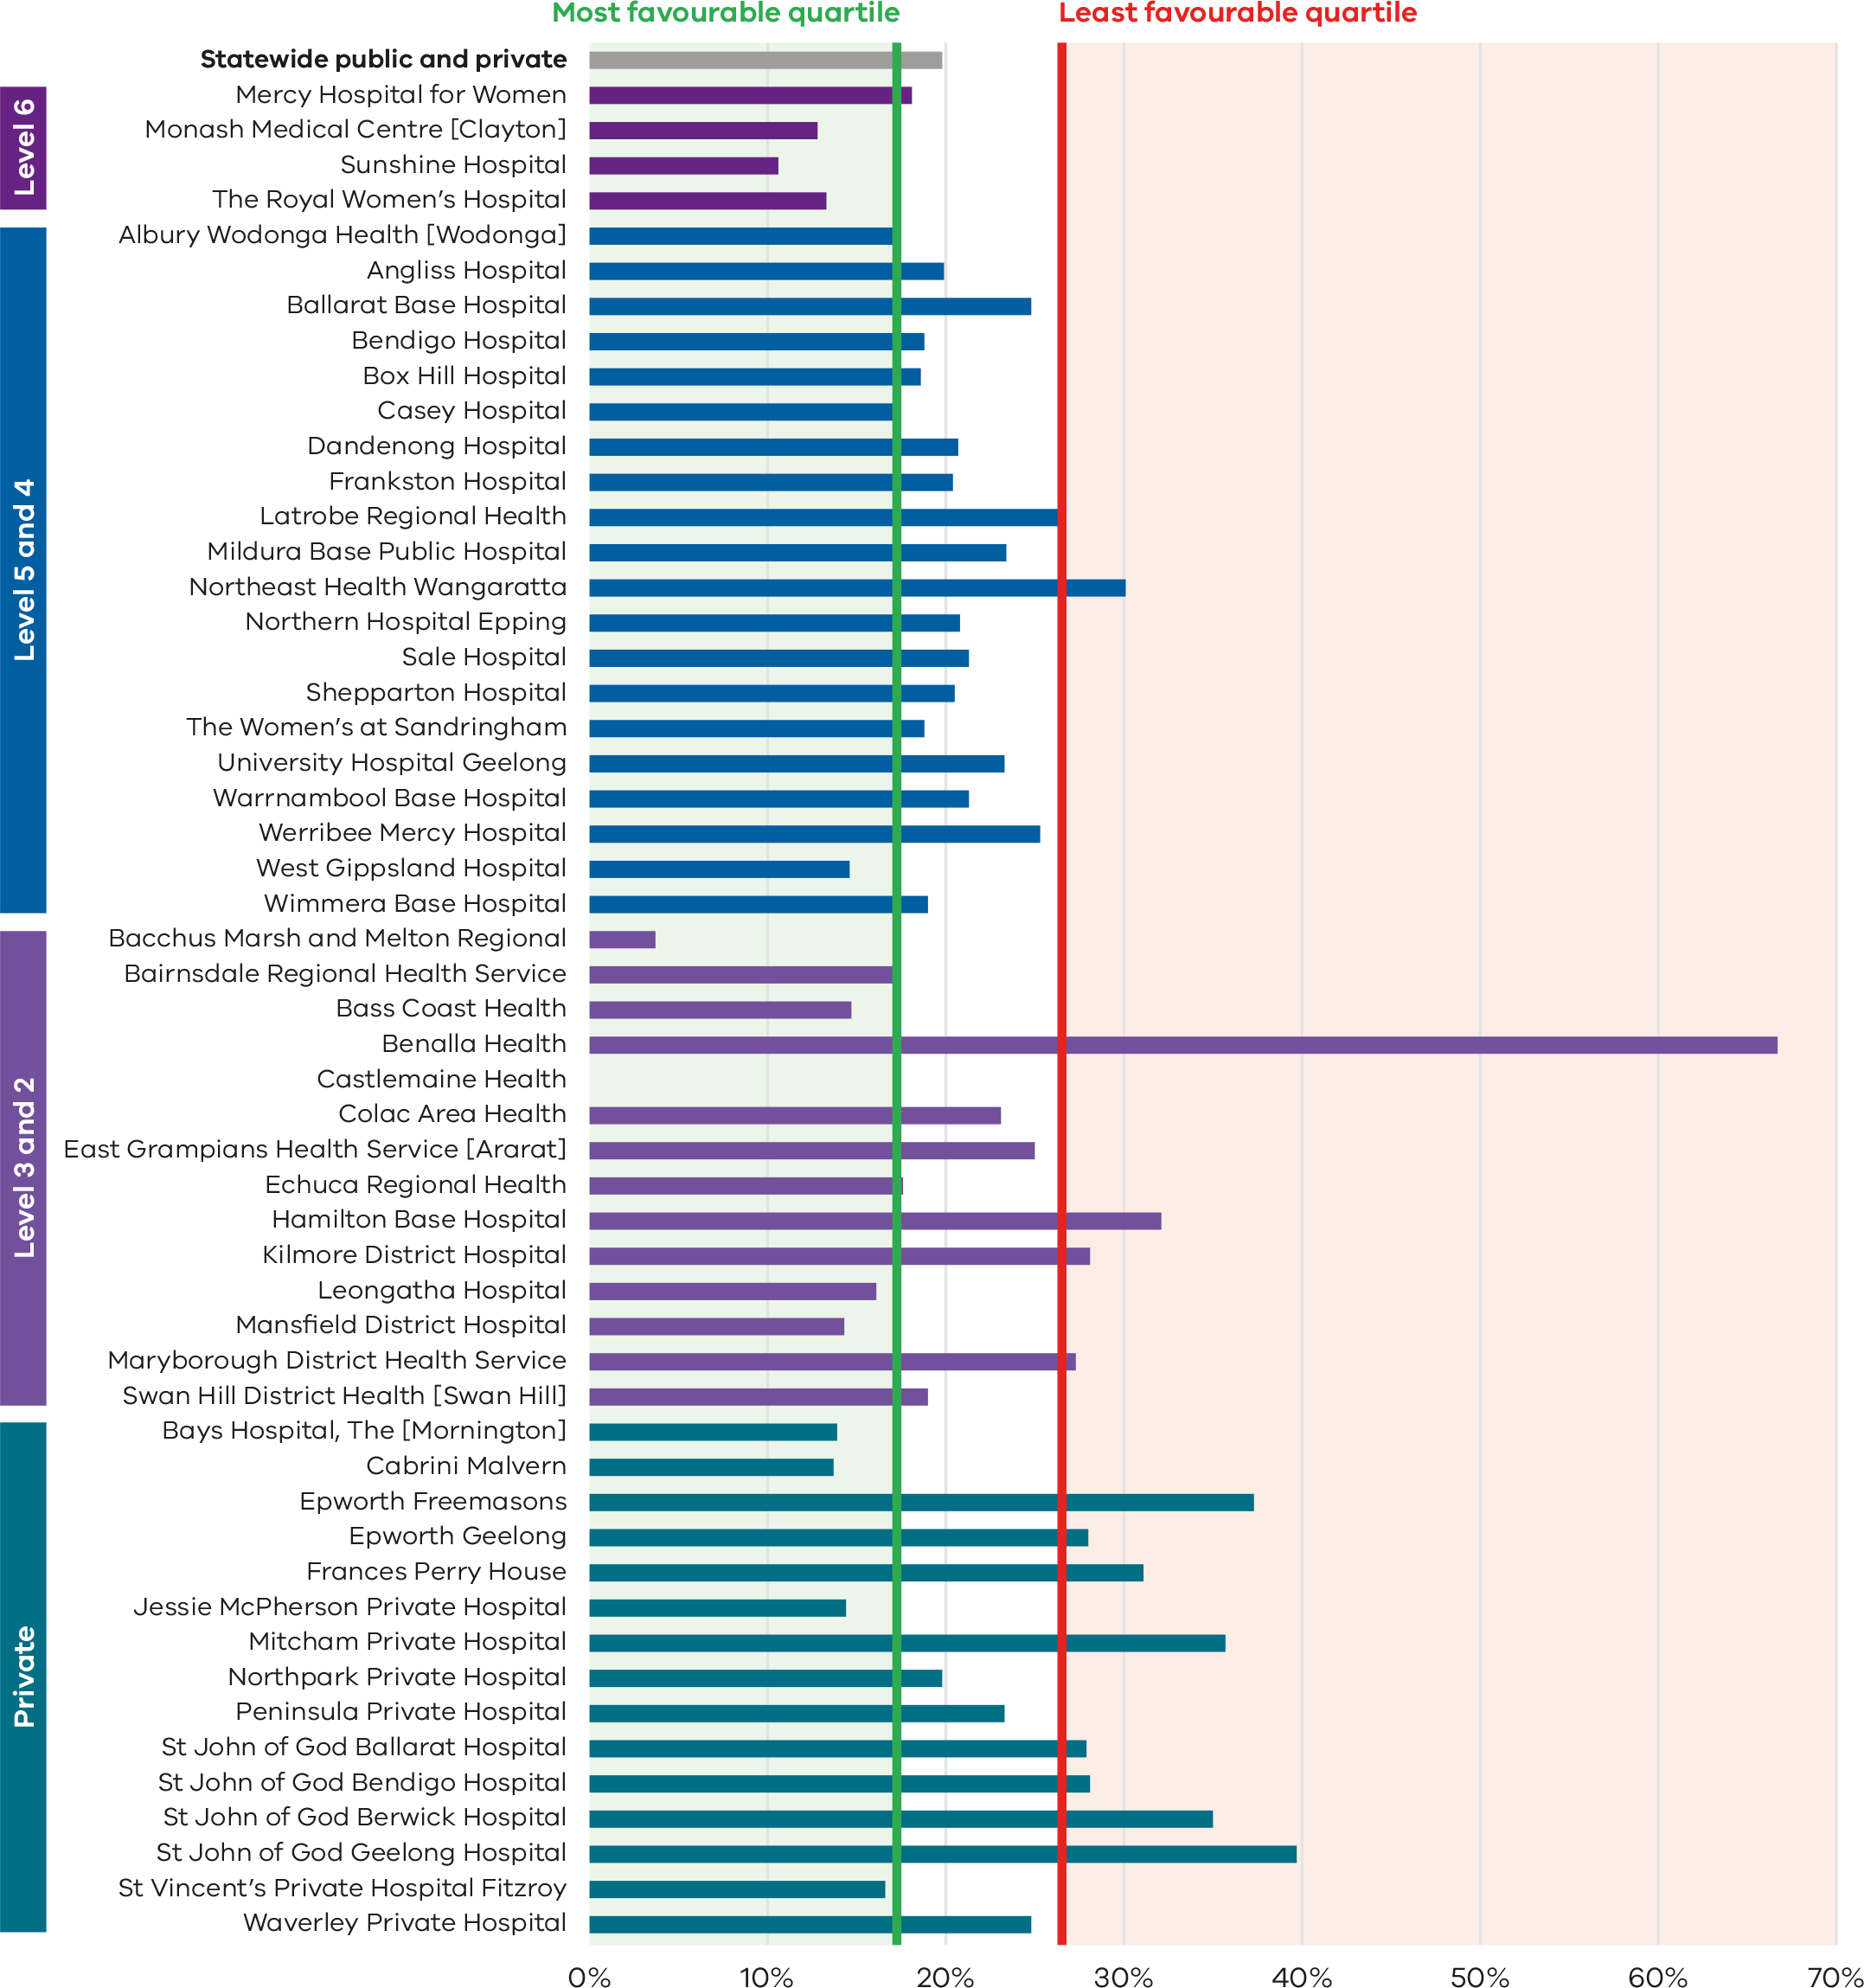 Most favourable quartile
Least favourable quartile
Statewide public and private
Level 6
Mercy Hospital for Women
Monash Medical Centre [Clayton]
Sunshine Hospital
The Royal Women’s Hospital
Level 5 and 4
Albury Wodonga Health [Wodonga]
Angliss Hospital
Ballarat Base Hospital
Bendigo Hospital
Box Hill Hospital
Casey Hospital
Dandenong Hospital
Frankston Hospital
Latrobe Regional Health
Mildura Base Public Hospital
Northeast Health Wangaratta
Northern Hospital Epping
Sale Hospital
Shepparton Hospital
The Women’s at Sandringham
University Hospital Geelong
Warrnambool Base Hospital
Werribee Mercy Hospital
West Gippsland Hospital
Wimmera Base Hospital
Level 3 and 2
Bacchus Marsh and Melton Regional
Bairnsdale Regional Health Service
Bass Coast Health
Benalla Health
Castlemaine Health
Colac Area Health
East Grampians Health Service [Ararat]
Echuca Regional Health
Hamilton Base Hospital
Kilmore District Hospital
Leongatha Hospital
Mansfield District Hospital
Maryborough District Health Service
Swan Hill District Health [Swan Hill]
Private
Bays Hospital, The [Mornington]
Cabrini Malvern
Epworth Freemasons
Epworth Geelong
Frances Perry House
Jessie McPherson Private Hospital
Mitcham Private Hospital
Northpark Private Hospital
Peninsula Private Hospital
St John of God Ballarat Hospital
St John of God Bendigo Hospital
St John of God Berwick Hospital
St John of God Geelong Hospital
St Vincent’s Private Hospital Fitzroy
Waverley Private Hospital
0% 10% 20% 30% 40% 50% 60% 70%